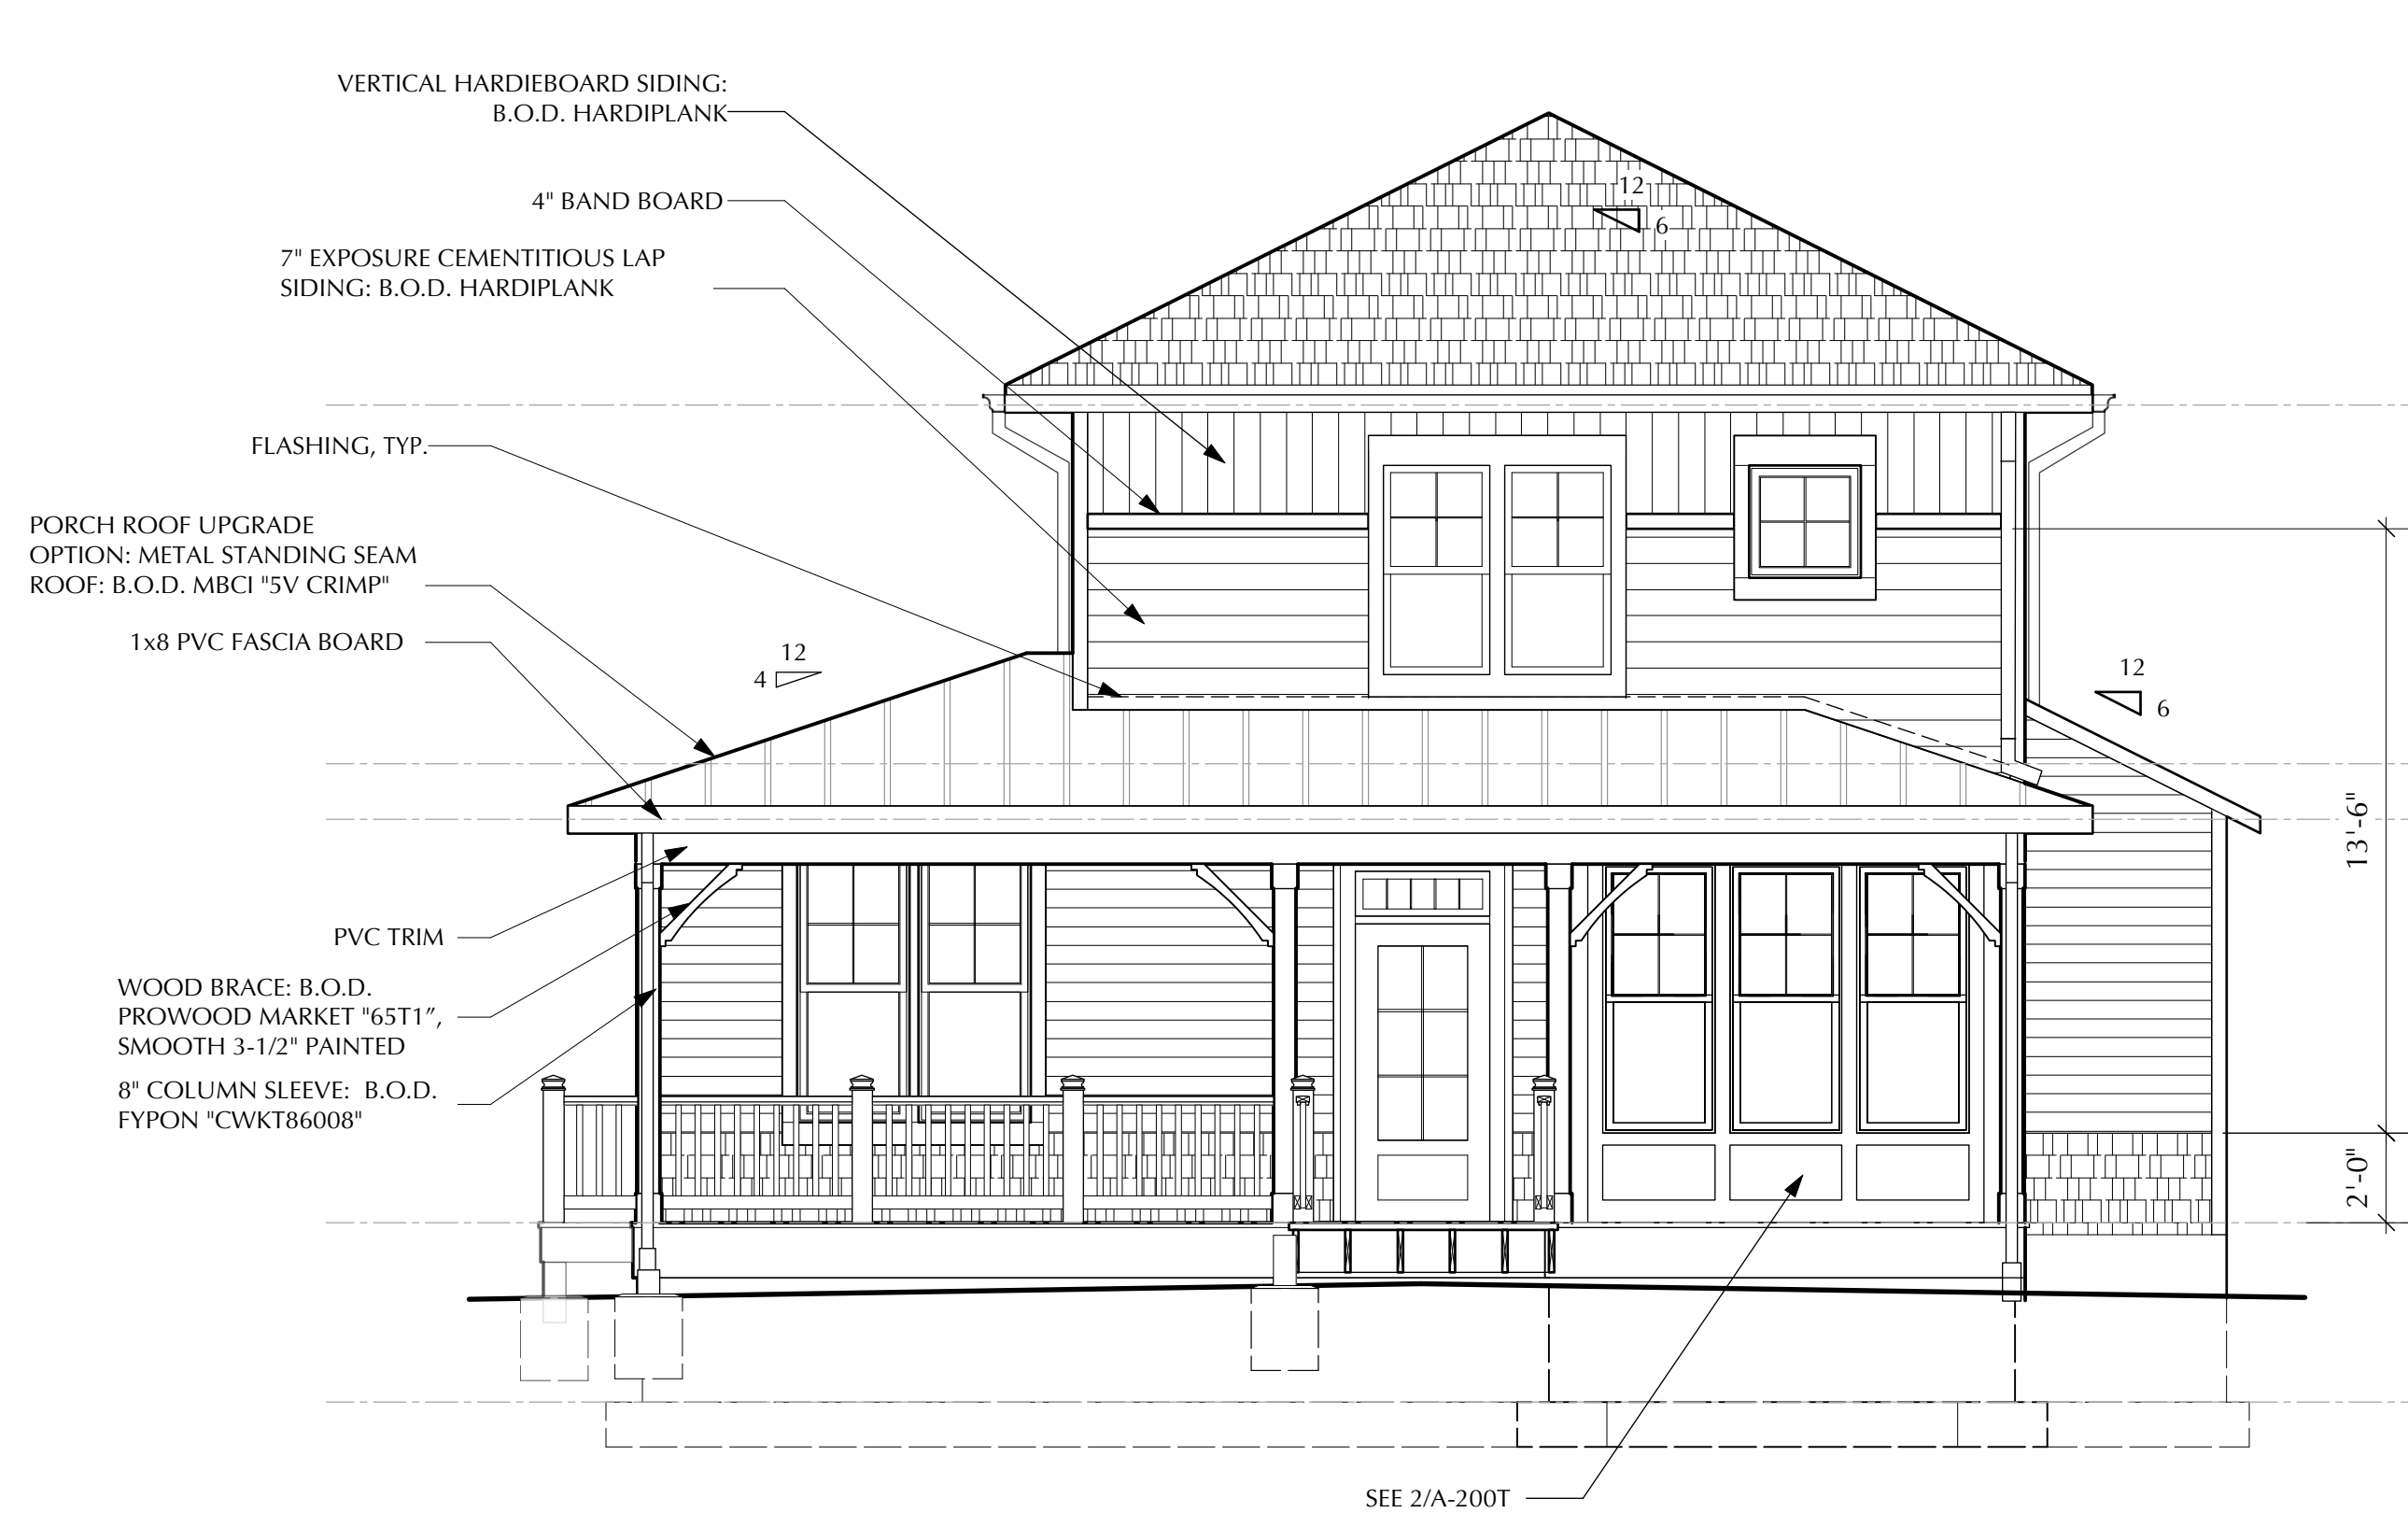 VERTICAL HARDIEBOARD SIDING:
B.O.D. HARDIPLANK
4" BAND BOARD
7" EXPOSURE CEMENTITIOUS LAP
SIDING: B.O.D. HARDIPLANK
12
6
FLASHING, TYP.
PORCH ROOF UPGRADE
OPTION: METAL STANDING SEAM
ROOF: B.O.D. MBCI "5V CRIMP"
1x8 PVC FASCIA BOARD
12
4
12
6
13'-6"
PVC TRIM
WOOD BRACE: B.O.D.
PROWOOD MARKET "65T1”,
SMOOTH 3-1/2" PAINTED
8" COLUMN SLEEVE: B.O.D.
FYPON "CWKT86008"
2'-0"
SEE 2/A-200T